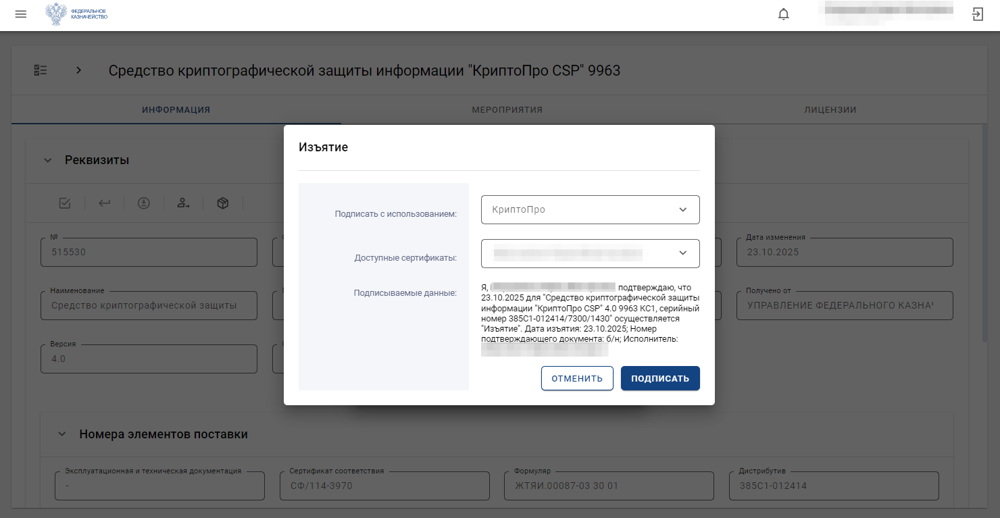 ФЕДЕРАЛЬНОЕ
КАЗНАЧЕЙСТВО
Средство криптографической защиты информации "КриптоПро CSP" 9963
ИНФОРМАЦИЯ
МЕРОПРИЯТИЯ
ЛИЦЕНЗИИ
Реквизиты
№
515530
Дата изменения
23.10.2025
Наименование
Средство криптографической защиты
Получено от
УПРАВЛЕНИЕ ФЕДЕРАЛЬНОГО КАЗНА
Версия
4.0
Изъятие
Подписать с использованием:
КриптоПро
Доступные сертификаты:
Подписываемые данные:
Я, подтверждаю, что
23.10.2025 для "Средство криптографической защиты
информации "КриптоПро CSP" 4.0 9963 КС1, серийный
номер 385С1-012414/7300/1430" осуществляется
"Изъятие". Дата изъятия: 23.10.2025; Номер
подтверждающего документа: б/н; Исполнитель:
ОТМЕНИТЬ
ПОДПИСАТЬ
Номера элементов поставки
Эксплуатационная и техническая документация
-
Сертификат соответствия
СФ/114-3970
Формуляр
ЖТЯИ.00087-03 30 01
Дистрибутив
385С1-012414